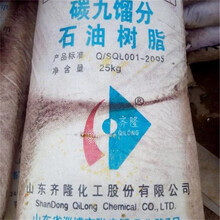 碳九馏分
石油树脂
产品标准 Q/SQL001-2005
净含量 25kg
齐隆
QILONG
山东齐隆化工股份有限公司
ShanDong QiLong Chemical CO., LTD.